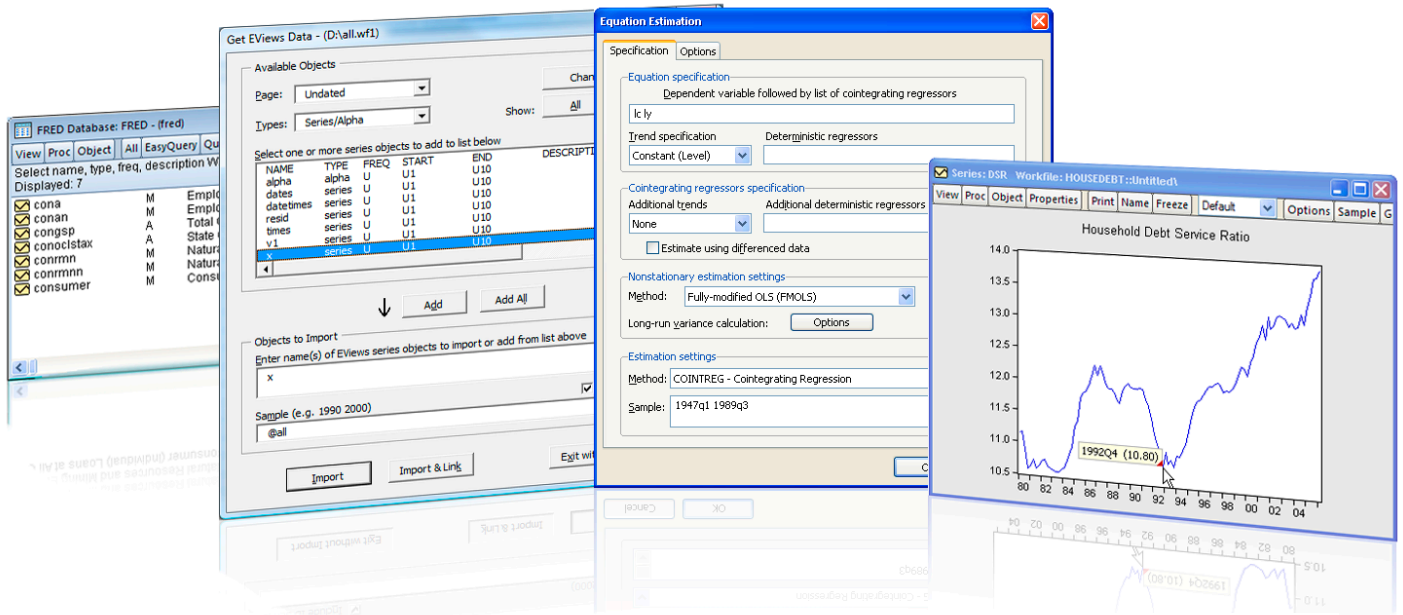 FRED Database: FRED - (fred)
View Proc Object All EasyQuery
Select name, type, freq, description
Displayed: 7
cona M
conan M
congsp A Total
conoclstax A State
conrmn M
conrmnn M
consumer M
Get EViews Data - (D:\all.wf1)
Available Objects
Page: Undated
Types: Series/Alpha
Show: All
Select one or more series objects to add to list below
NAME TYPE FREQ START END
alpha alpha U U1 U10
dates series U U1 U10
datetimes series U U1 U10
resid series U U1 U10
times series U U1 U10
v1 series U U1 U10
x series U U1 U10
Add Add All
Objects to Import
Enter name(s) of EViews series objects to import or add from list above
x
Sample (e.g. 1990 2000)
@all
Import Import & Link Exit
Equation Estimation
Specification Options
Equation specification
Dependent variable followed by list of cointegrating regressors
lc ly
Trend specification Deterministic regressors
Constant (Level)
Cointegrating regressors specification
Additional trends Additional deterministic regressors
None
Estimate using differenced data
Nonstationary estimation settings
Method: Fully-modified OLS (FMOLS)
Long-run variance calculation: Options
Estimation settings
Method: COINTREG - Cointegrating Regression
Sample: 1947q1 1989q3
Series: DSR Workfile: HOUSEDEBT::Untitled\
View Proc Object Properties Print Name Freeze Default Options Sample G
Household Debt Service Ratio
14.0
13.5
13.0
12.5
12.0
11.5
11.0
10.5
1992Q4 (10.80)
80 82 84 86 88 90 92 94 96 98 00 02 04